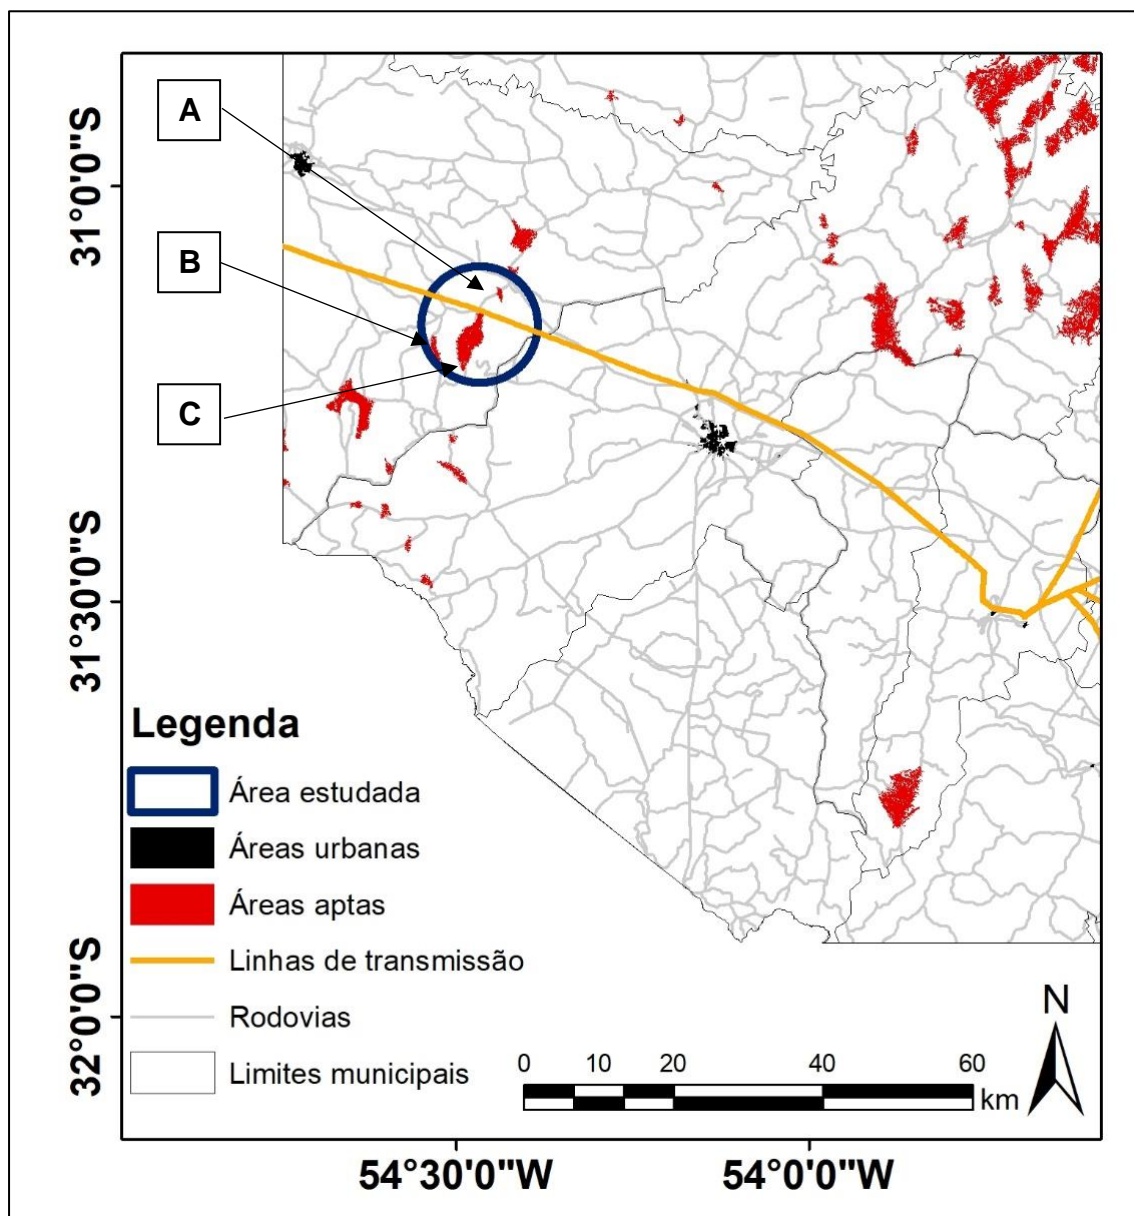 A
31°0'0"S
B
C
31°30'0"S
Legenda
Área estudada
Áreas urbanas
Áreas aptas
Linhas de transmissão
Rodovias
Limites municipais
32°0'0"S
N
0 10 20 40 60
km
54°30'0"W 54°0'0"W